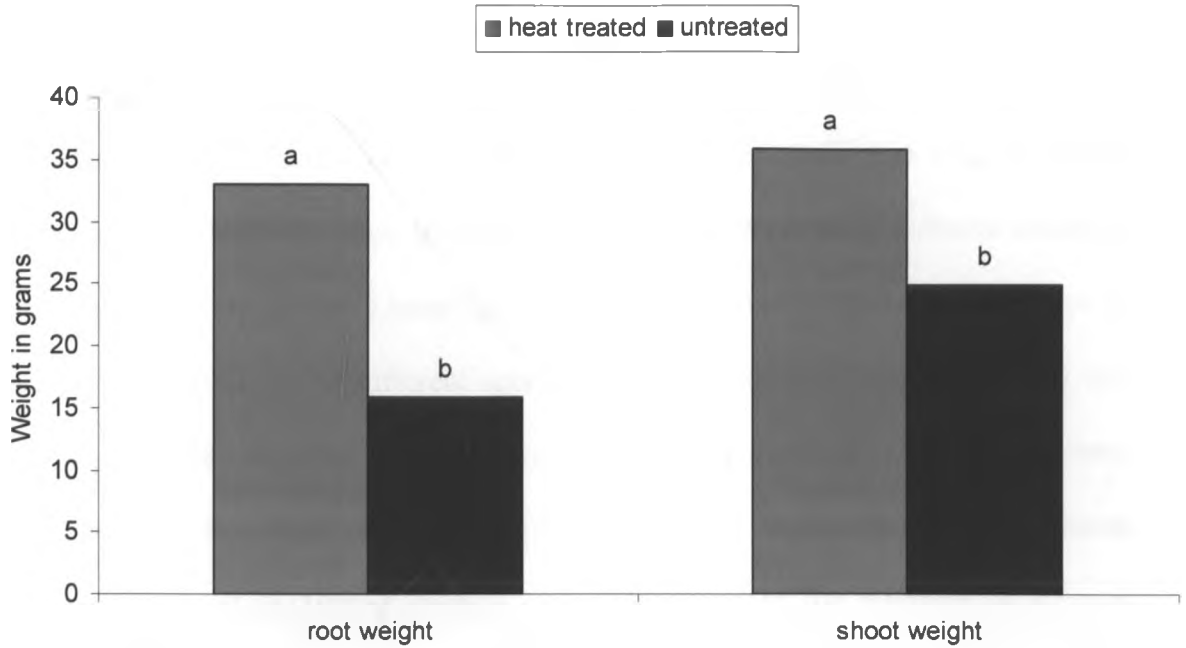 heat treated untreated
40
35
30
25
20
15
10
5
0
Weight in grams
a
b
a
b
root weight shoot weight